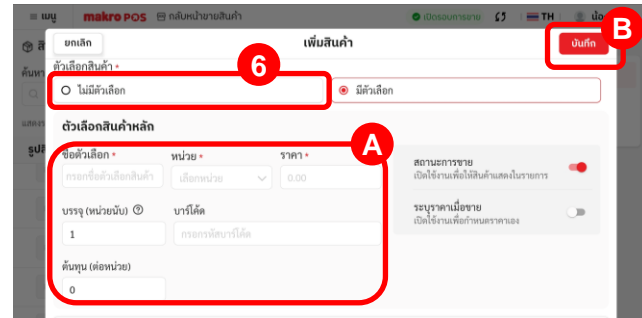 ≡ เมนู makro POS กลับหน้าขายสินค้า เปิดรอบการขาย TH
ยกเลิก เพิ่มสินค้า บันทึก B
ค้นหา ตัวเลือกสินค้า * 6
ไม่มีตัวเลือก มีตัวเลือก
แสดง
ตัวเลือกสินค้าหลัก A
ชื่อตัวเลือก * หน่วย * ราคา * สถานะการขาย
กรอกชื่อตัวเลือกสินค้า เลือกหน่วย 0.00 เปิดใช้งานเพื่อให้สินค้าแสดงในรายการ
บรรจุ (หน่วยนับ) บาร์โค้ด ระบุราคาเมื่อขาย
1 กรอกรหัสบาร์โค้ด เปิดใช้งานเพื่อกำหนดราคาเอง
ต้นทุน (ต่อหน่วย)
0